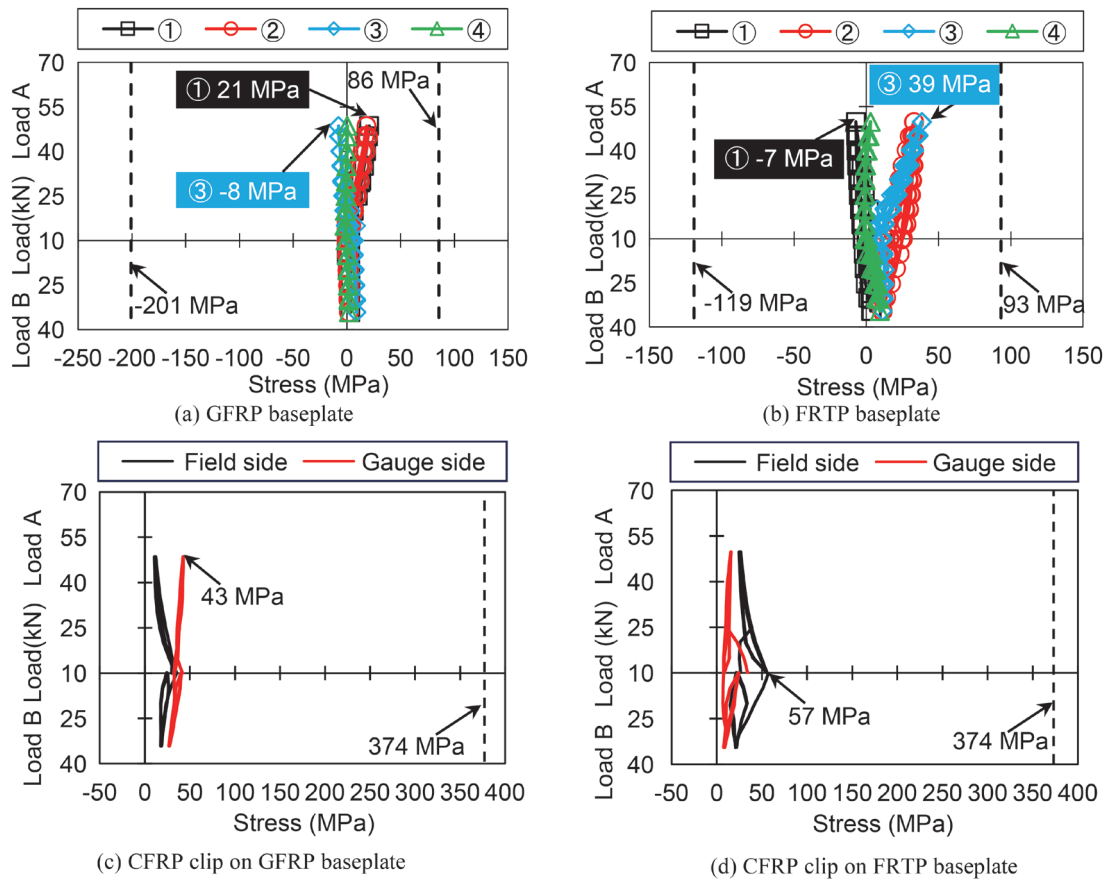 ① ② ③ ④
70
55
40
25
10
25
40
Load B Load(kN) Load A
① 21 MPa
86 MPa
③ -8 MPa
-201 MPa
-250 -200 -150 -100 -50 0 50 100 150
Stress (MPa)
(a) GFRP baseplate
① ② ③ ④
70
55
40
25
10
25
40
Load B Load(kN) Load A
③ 39 MPa
① -7 MPa
-119 MPa
93 MPa
-150 -100 -50 0 50 100 150
Stress (MPa)
(b) FRTP baseplate
Field side Gauge side
70
55
40
25
10
25
40
Load B Load(kN) Load A
43 MPa
374 MPa
-50 0 50 100 150 200 250 300 350 400
Stress (MPa)
(c) CFRP clip on GFRP baseplate
Field side Gauge side
70
55
40
25
10
25
40
Load B Load (kN) Load A
57 MPa
374 MPa
-50 0 50 100 150 200 250 300 350 400
Stress (MPa)
(d) CFRP clip on FRTP baseplate